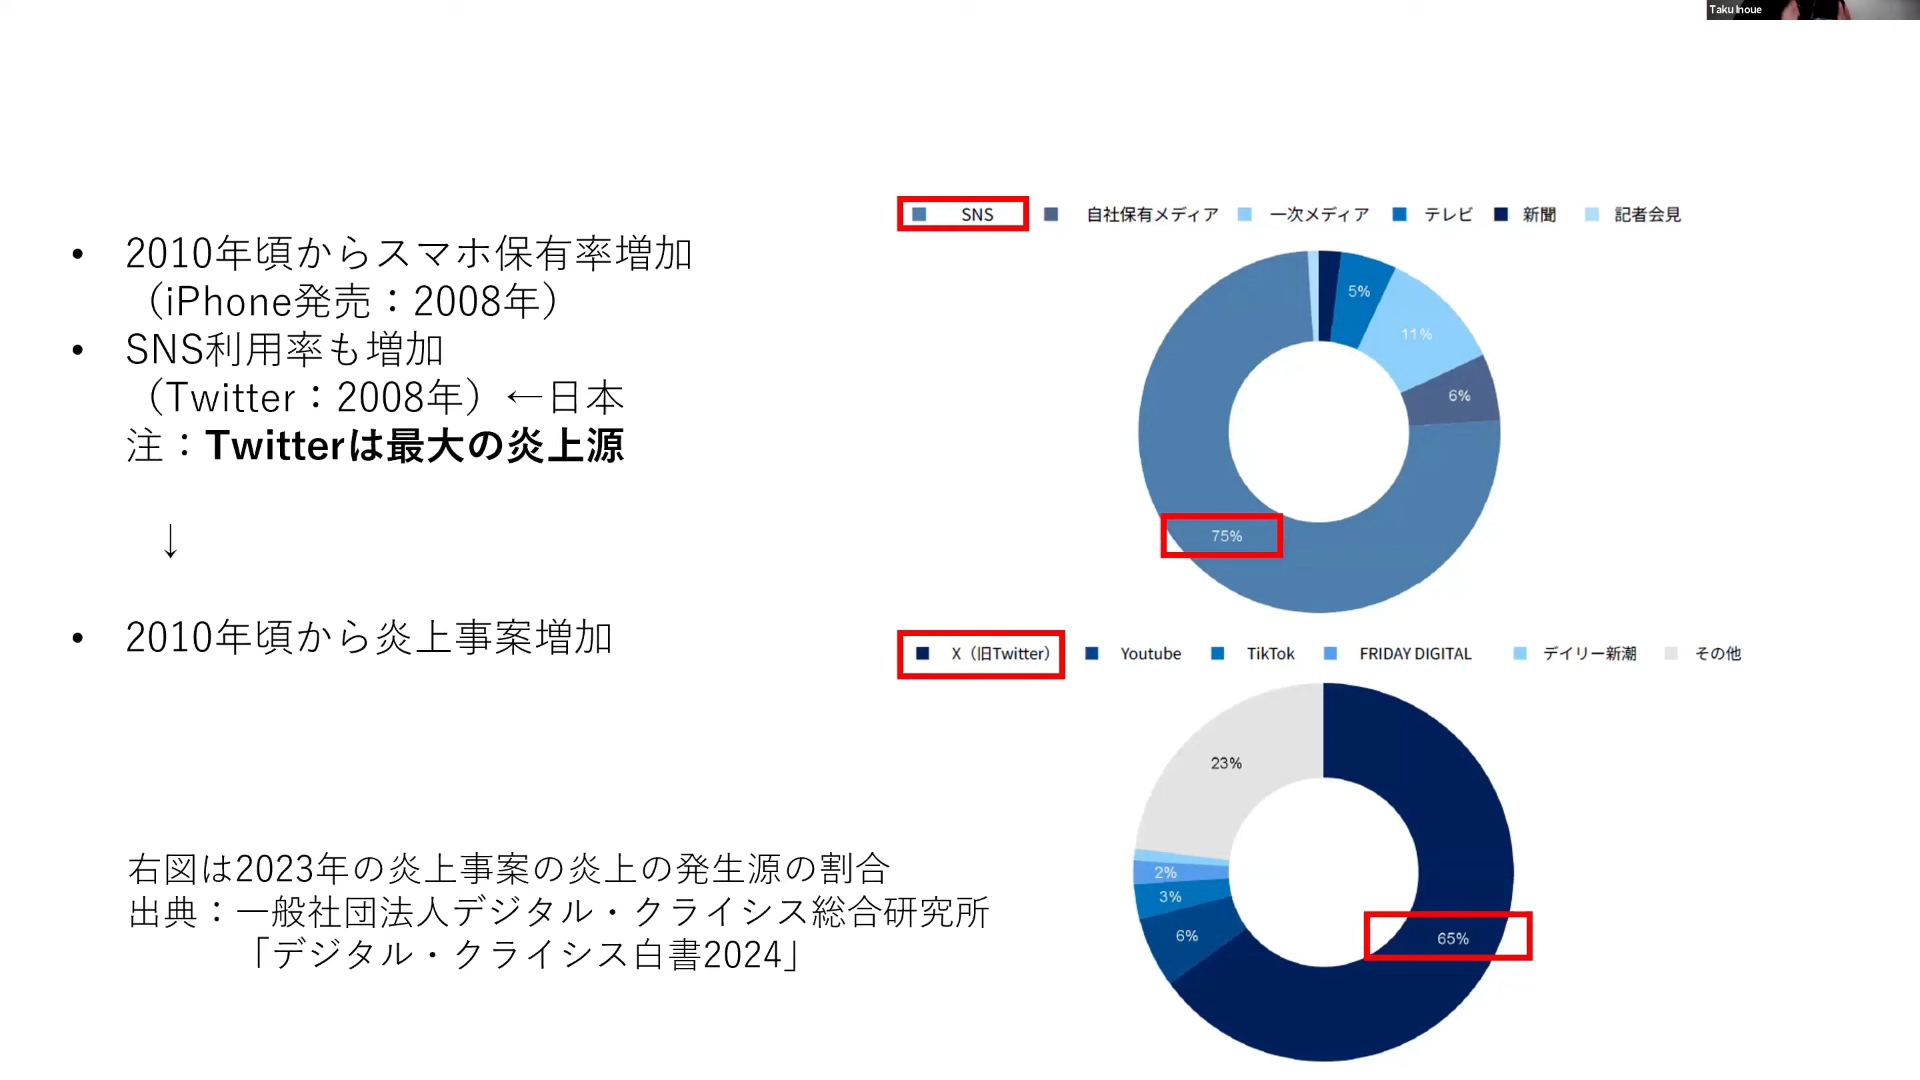 Taku Inoue
• 2010年頃からスマホ保有率増加
（iPhone発売：2008年）
• SNS利用率も増加
（Twitter：2008年）←日本
注：Twitterは最大の炎上源
↓
• 2010年頃から炎上事案増加
右図は2023年の炎上事案の炎上の発生源の割合
出典：一般社団法人デジタル・クライシス総合研究所
「デジタル・クライシス白書2024」
SNS 自社保有メディア 一次メディア テレビ 新聞 記者会見
5%
11%
6%
75%
X（旧Twitter） Youtube TikTok FRIDAY DIGITAL デイリー新潮 その他
23%
2%
3%
6%
65%